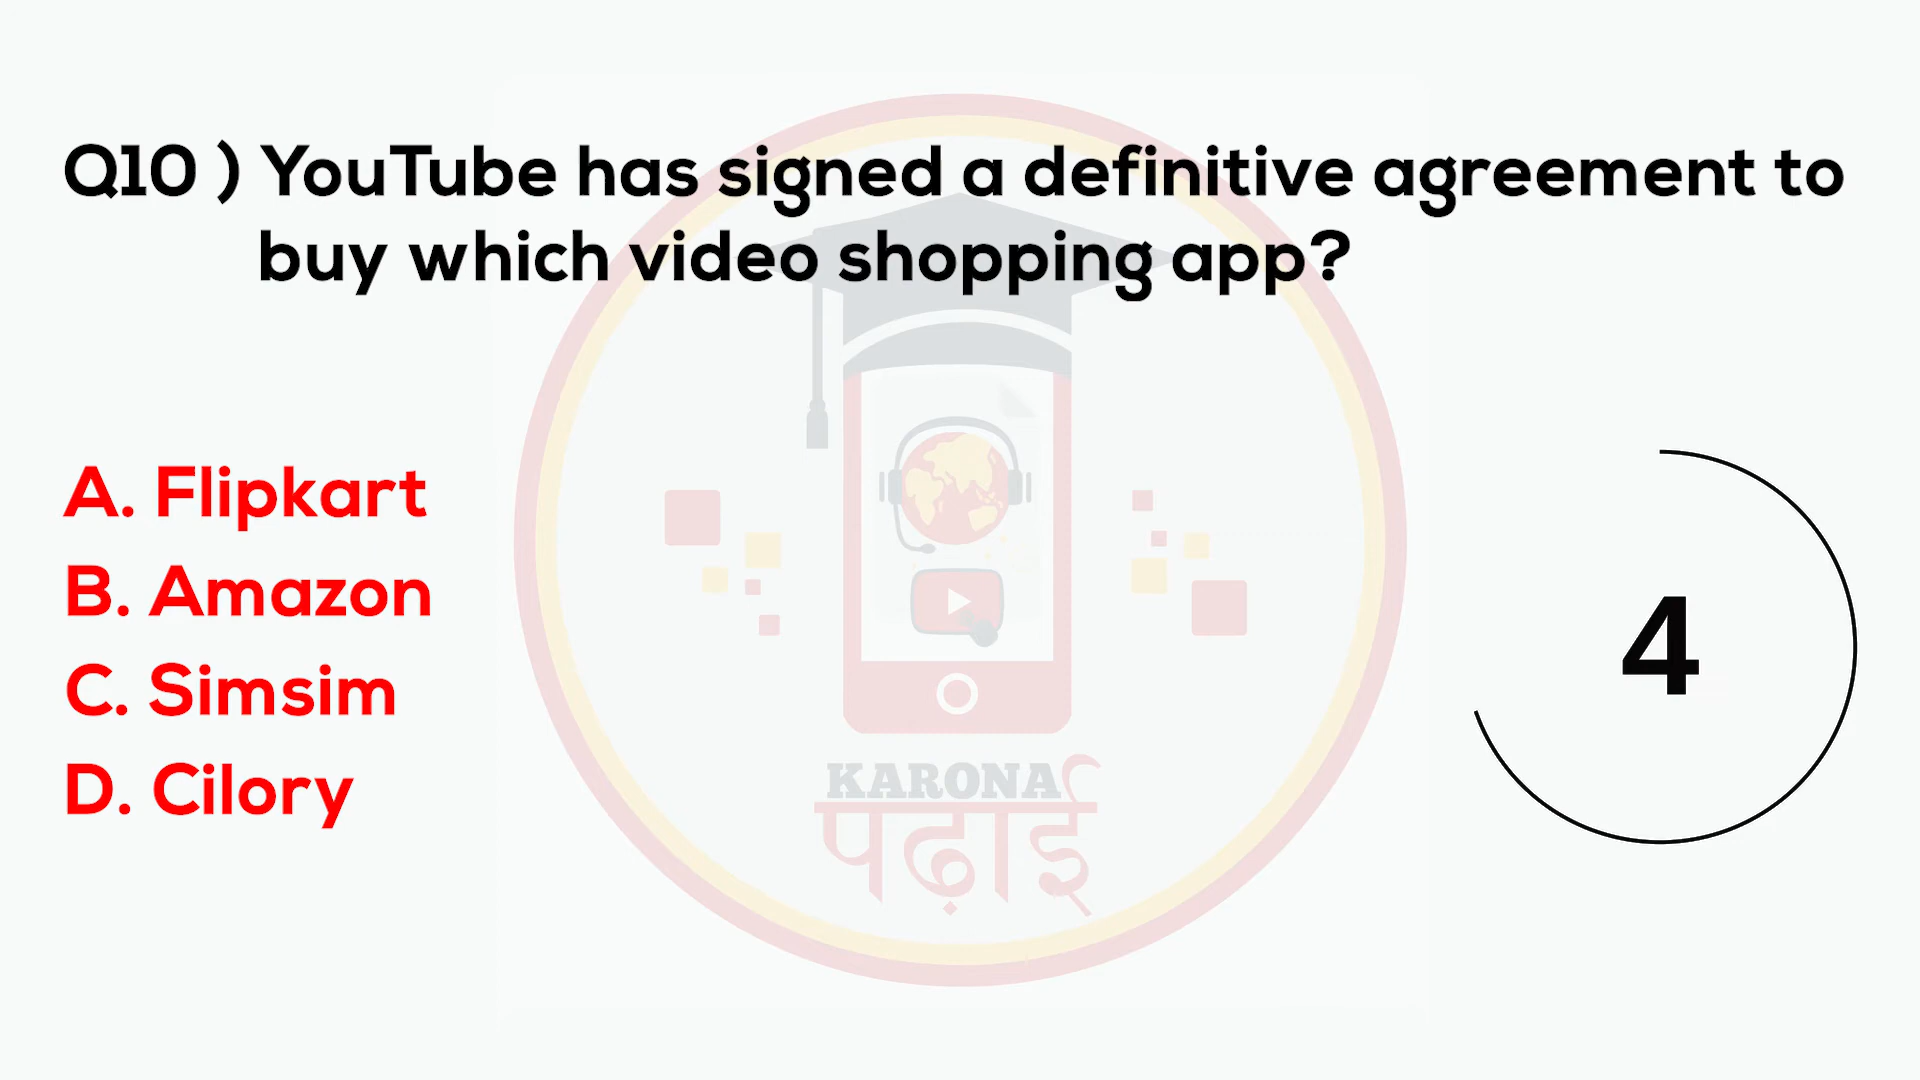 Q10 ) YouTube has signed a definitive agreement to
buy which video shopping app?
A. Flipkart
B. Amazon
C. Simsim
D. Cilory
4
KARONA
पढ़ाई